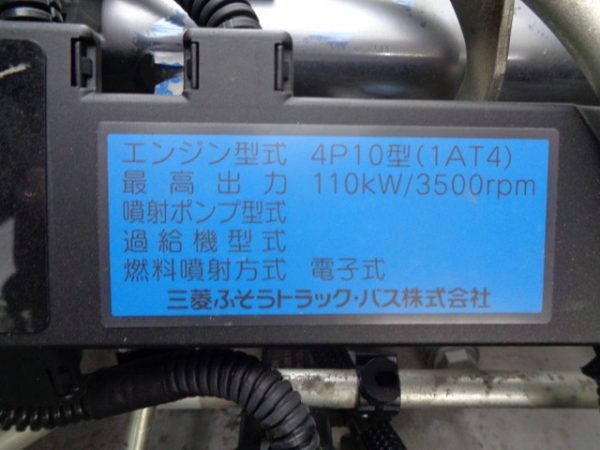 エンジン型式 4P10型(1AT4)
最高出力 110kW/3500rpm
噴射ポンプ型式
過給機型式
燃料噴射方式 電子式
三菱ふそうトラック・バス株式会社